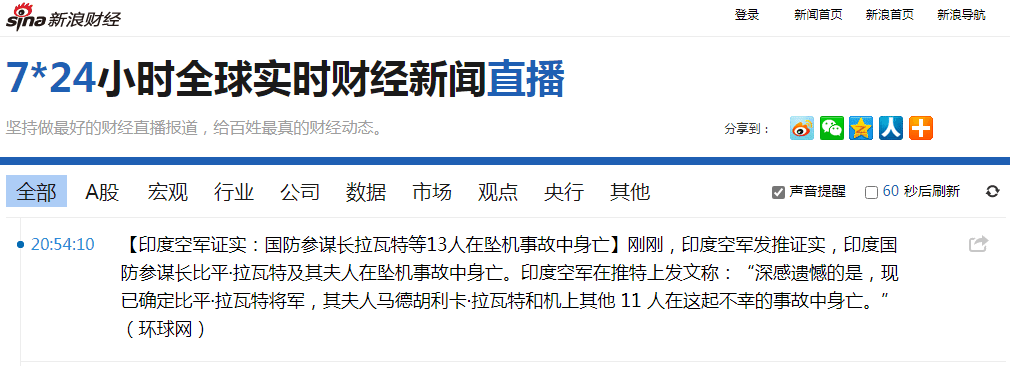 sina 新浪财经
登录 新闻首页 新浪首页 新浪导航
7*24小时全球实时财经新闻直播
坚持做最好的财经直播报道，给百姓最真的财经动态。
分享到：
全部 A股 宏观 行业 公司 数据 市场 观点 央行 其他 声音提醒 60 秒后刷新
20:54:10 【印度空军证实：国防参谋长拉瓦特等13人在坠机事故中身亡】刚刚，印度空军发推证实，印度国
防参谋长比平·拉瓦特及其夫人在坠机事故中身亡。印度空军在推特上发文称：“深感遗憾的是，现
已确定比平·拉瓦特将军，其夫人马德胡利卡·拉瓦特和机上其他 11 人在这起不幸的事故中身亡。”
（环球网）